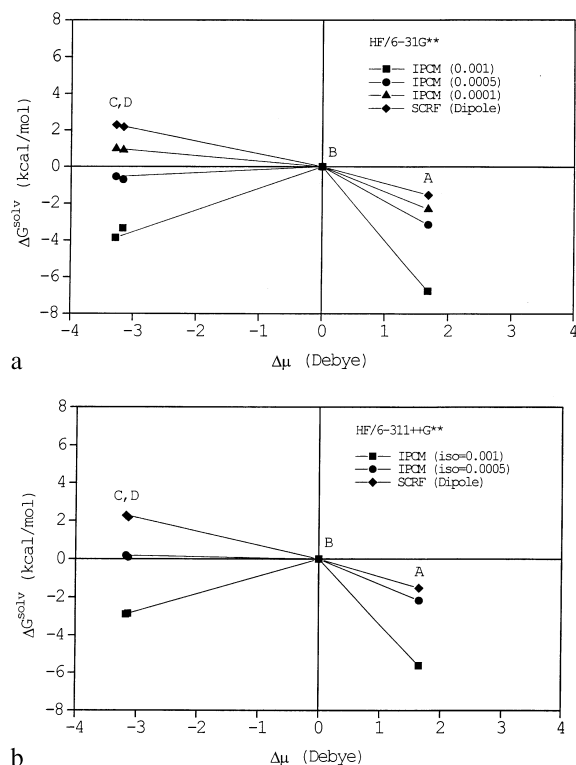 8
6
4
2
0
−2
−4
−6
−8
ΔG^solv (kcal/mol)
HF/6-31G**
IPCM (0.001)
IPCM (0.0005)
IPCM (0.0001)
SCRF (Dipole)
C,D
B
A
−4 −3 −2 −1 0 1 2 3 4
Δμ (Debye)
a
8
6
4
2
0
−2
−4
−6
−8
ΔG^solv (kcal/mol)
HF/6-311++G**
IPCM (iso=0.001)
IPCM (iso=0.0005)
SCRF (Dipole)
C,D
B
A
−4 −3 −2 −1 0 1 2 3 4
Δμ (Debye)
b